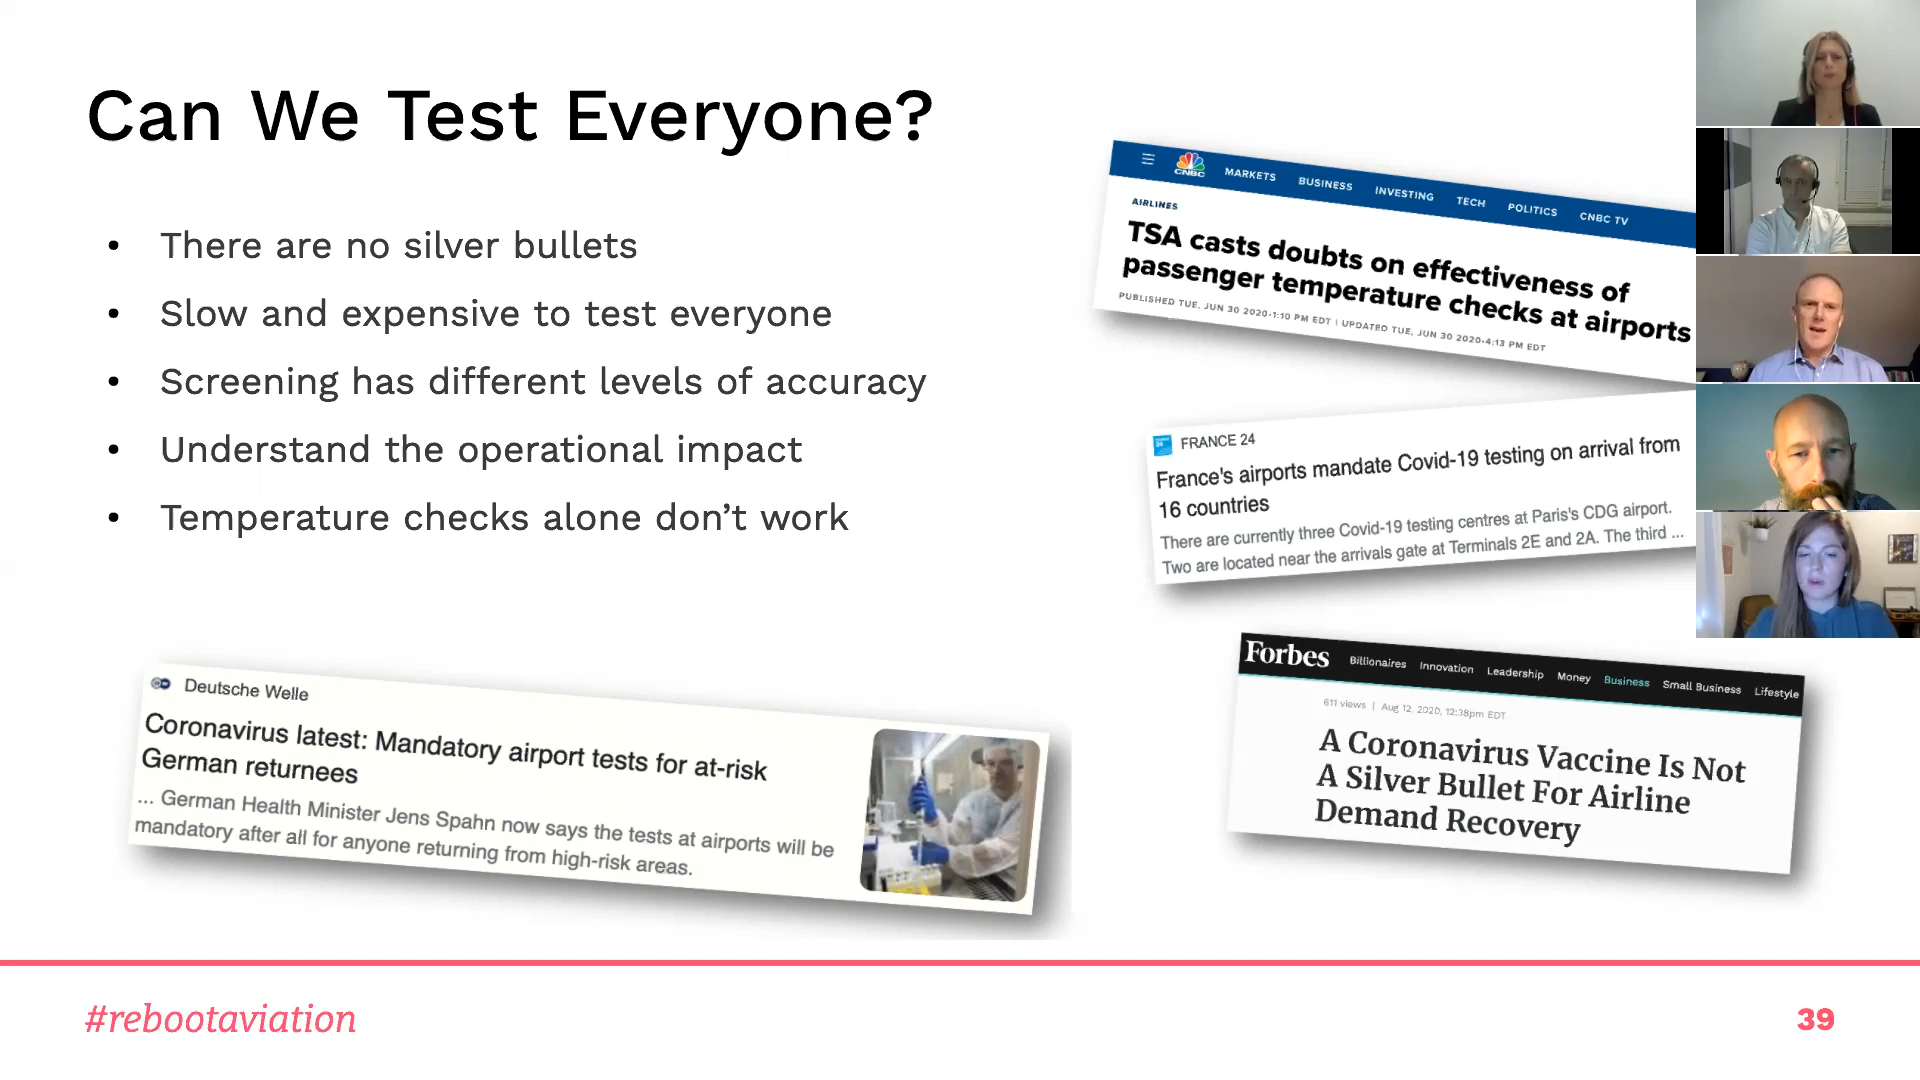 Can We Test Everyone?
• There are no silver bullets
• Slow and expensive to test everyone
• Screening has different levels of accuracy
• Understand the operational impact
• Temperature checks alone don’t work
CNBC MARKETS BUSINESS INVESTING TECH POLITICS CNBC TV
AIRLINES
TSA casts doubts on effectiveness of
passenger temperature checks at airports
PUBLISHED TUE, JUN 30 2020•1:10 PM EDT | UPDATED TUE, JUN 30 2020•4:13 PM EDT
FRANCE 24
France's airports mandate Covid-19 testing on arrival from
16 countries
There are currently three Covid-19 testing centres at Paris's CDG airport.
Two are located near the arrivals gate at Terminals 2E and 2A. The third ...
Deutsche Welle
Coronavirus latest: Mandatory airport tests for at-risk
German returnees
... German Health Minister Jens Spahn now says the tests at airports will be
mandatory after all for anyone returning from high-risk areas.
Forbes Billionaires Innovation Leadership Money Business Small Business Lifestyle
611 views | Aug 12, 2020, 12:38pm EDT
A Coronavirus Vaccine Is Not
A Silver Bullet For Airline
Demand Recovery
#rebootaviation
39